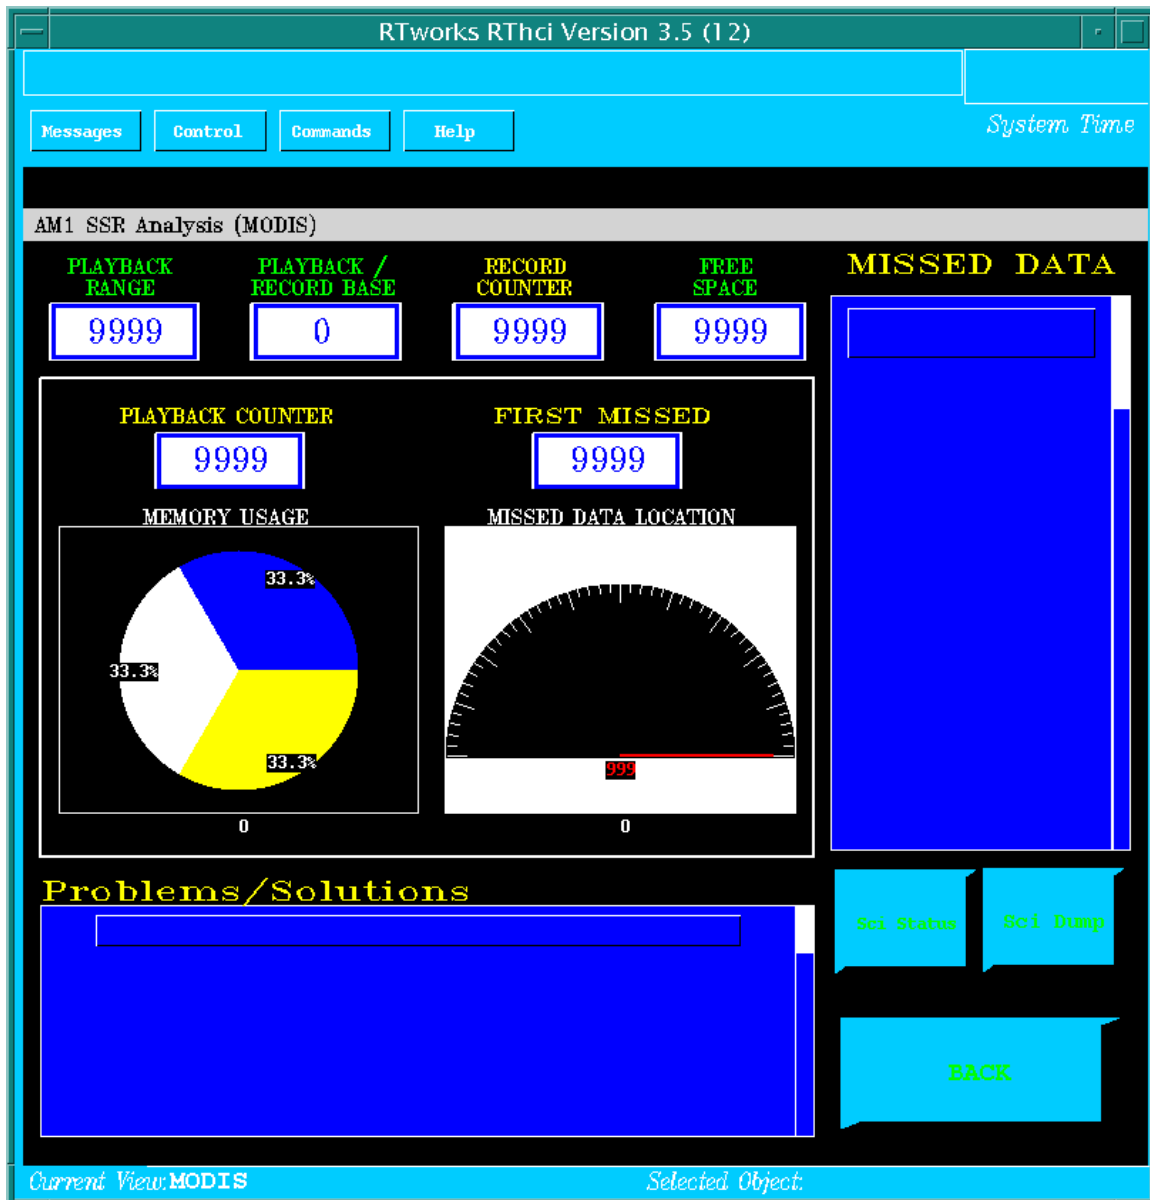 RTworks RThci Version 3.5 (12)
Messages Control Commands Help
System Time
AM1 SSR Analysis (MODIS)
PLAYBACK RANGE
PLAYBACK / RECORD BASE
RECORD COUNTER
FREE SPACE
MISSED DATA
9999 0 9999 9999
PLAYBACK COUNTER FIRST MISSED
9999 9999
MEMORY USAGE MISSED DATA LOCATION
33.3%
33.3%
33.3%
999
0 0
Problems/Solutions
Sci Status Sci Dump
BACK
Current View: MODIS Selected Object: